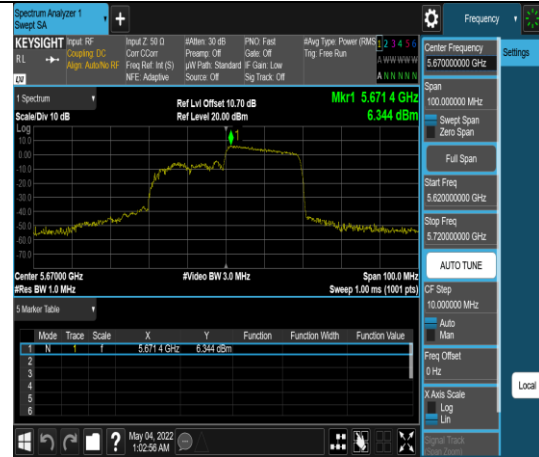 Spectrum Analyzer 1
Swept SA
+
Frequency
KEYSIGHT
RL
LXI
Input: RF
Coupling: DC
Align: Auto/No RF
Input Z: 50 Ω
Corr CCorr
Freq Ref: Int (S)
NFE: Adaptive
#Atten: 30 dB
Preamp: Off
µW Path: Standard
Source: Off
PNO: Fast
Gate: Off
IF Gain: Low
Sig Track: Off
#Avg Type: Power (RMS)
Trig: Free Run
1 2 3 4 5 6
A W W W W W
A N N N N N
1 Spectrum
Scale/Div 10 dB
Ref Lvl Offset 10.70 dB
Ref Level 20.00 dBm
Mkr1 5.671 4 GHz
6.344 dBm
Log
10.0
0.00
-10.0
-20.0
-30.0
-40.0
-50.0
-60.0
-70.0
1
Center 5.67000 GHz
#Res BW 1.0 MHz
#Video BW 3.0 MHz
Span 100.0 MHz
Sweep 1.00 ms (1001 pts)
5 Marker Table
Mode Trace Scale X Y Function Function Width Function Value
1 N 1 f 5.671 4 GHz 6.344 dBm
2
3
4
5
6
?
May 04, 2022
1:02:56 AM
Center Frequency
5.670000000 GHz
Span
100.000000 MHz
Swept Span
Zero Span
Full Span
Start Freq
5.620000000 GHz
Stop Freq
5.720000000 GHz
AUTO TUNE
CF Step
10.000000 MHz
Auto
Man
Freq Offset
0 Hz
X Axis Scale
Log
Lin
Signal Track
(Span Zoom)
Settings
Local